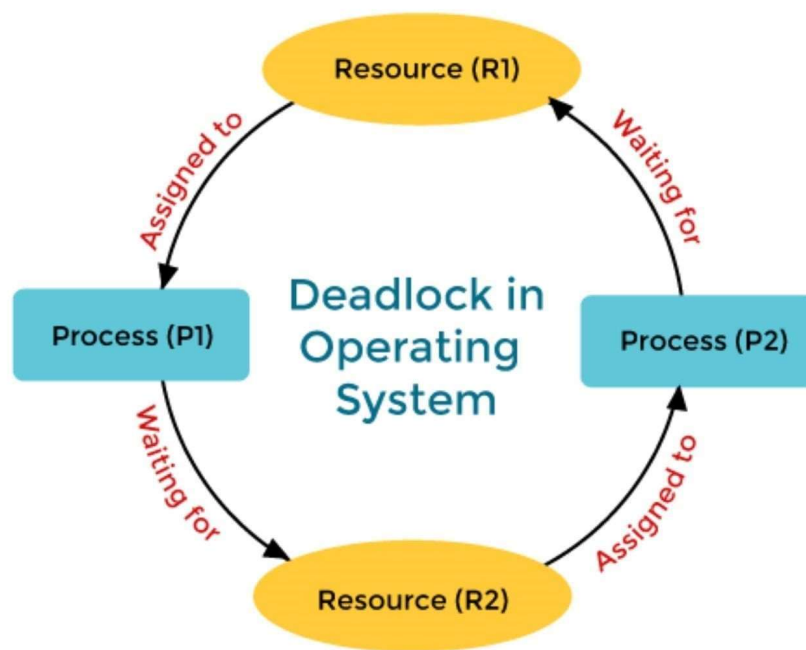 Resource (R1)
Assigned to
Waiting for
Process (P1)
Deadlock in
Operating
System
Process (P2)
Waiting for
Assigned to
Resource (R2)